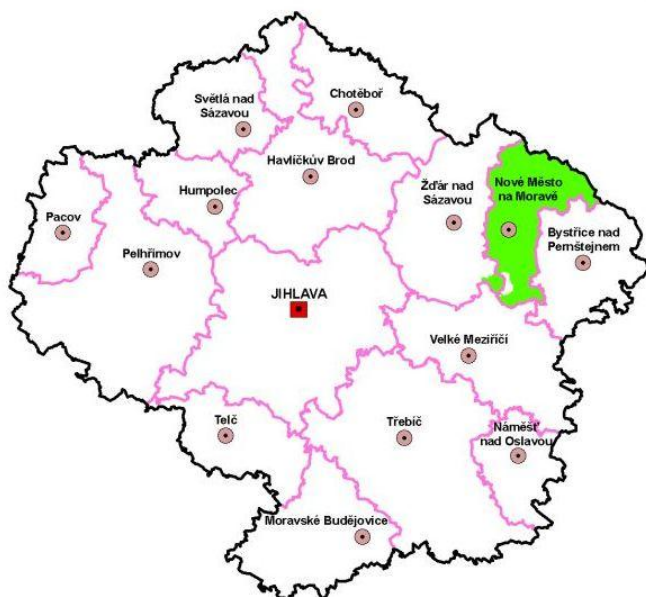 Chotěboř
Světlá nad
Sázavou
Havlíčkův Brod
Humpolec
Žďár nad
Sázavou
Nové Město
na Moravě
Pacov
Pelhřimov
Bystřice nad
Pernštejnem
JIHLAVA
Velké Meziříčí
Telč
Třebíč
Náměšť
nad Oslavou
Moravské Budějovice